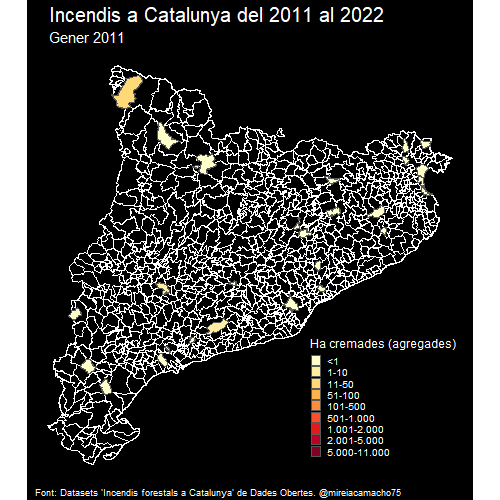 Incendis a Catalunya del 2011 al 2022
Gener 2011
Ha cremades (agregades)
<1
1-10
11-50
51-100
101-500
501-1.000
1.001-2.000
2.001-5.000
5.000-11.000
Font: Datasets 'Incendis forestals a Catalunya' de Dades Obertes. @mireiacamacho75